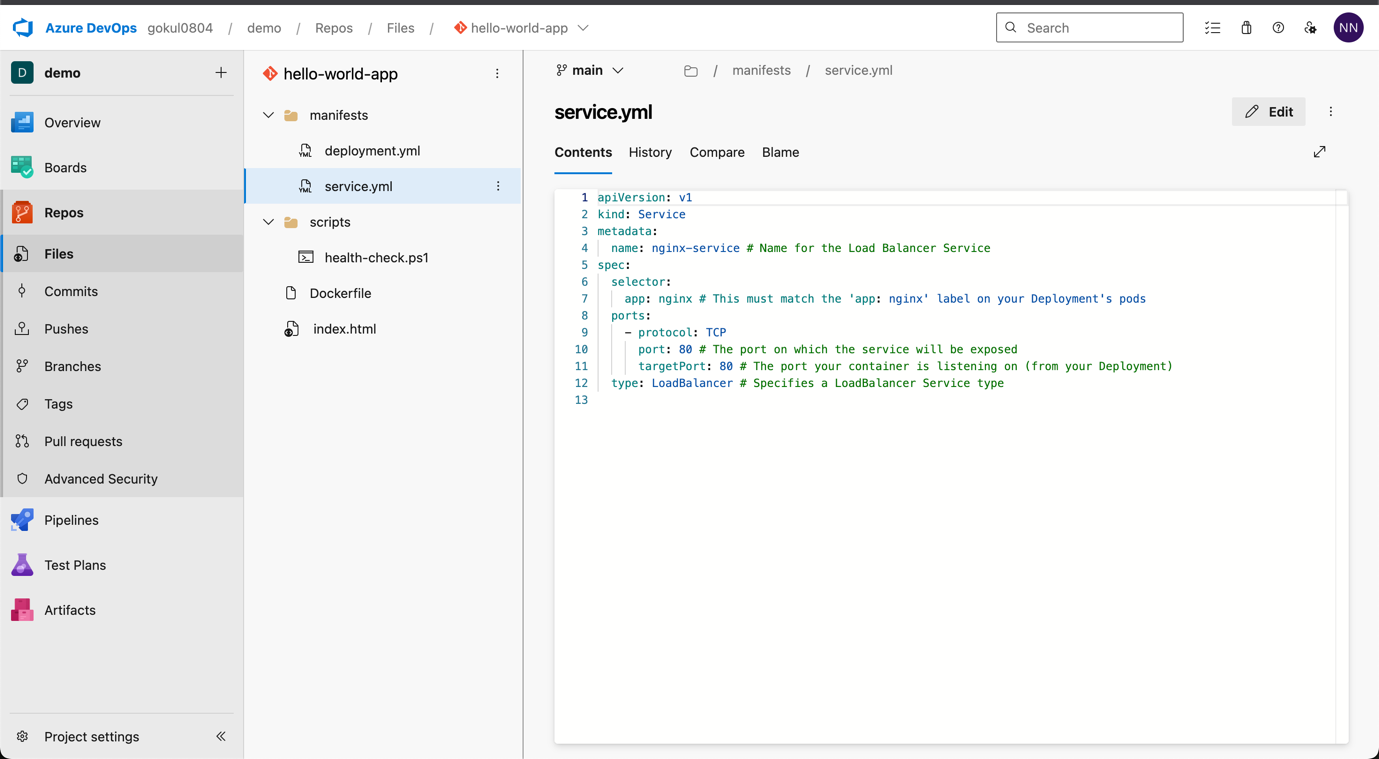 Azure DevOps gokul0804 / demo / Repos / Files / hello-world-app
Search
NN
D demo
Overview
Boards
Repos
Files
Commits
Pushes
Branches
Tags
Pull requests
Advanced Security
Pipelines
Test Plans
Artifacts
Project settings
hello-world-app
manifests
YML deployment.yml
YML service.yml
scripts
health-check.ps1
Dockerfile
index.html
main / manifests / service.yml
service.yml
Edit
Contents History Compare Blame
1 apiVersion: v1
2 kind: Service
3 metadata:
4 name: nginx-service # Name for the Load Balancer Service
5 spec:
6 selector:
7 app: nginx # This must match the 'app: nginx' label on your Deployment's pods
8 ports:
9 - protocol: TCP
10 port: 80 # The port on which the service will be exposed
11 targetPort: 80 # The port your container is listening on (from your Deployment)
12 type: LoadBalancer # Specifies a LoadBalancer Service type
13